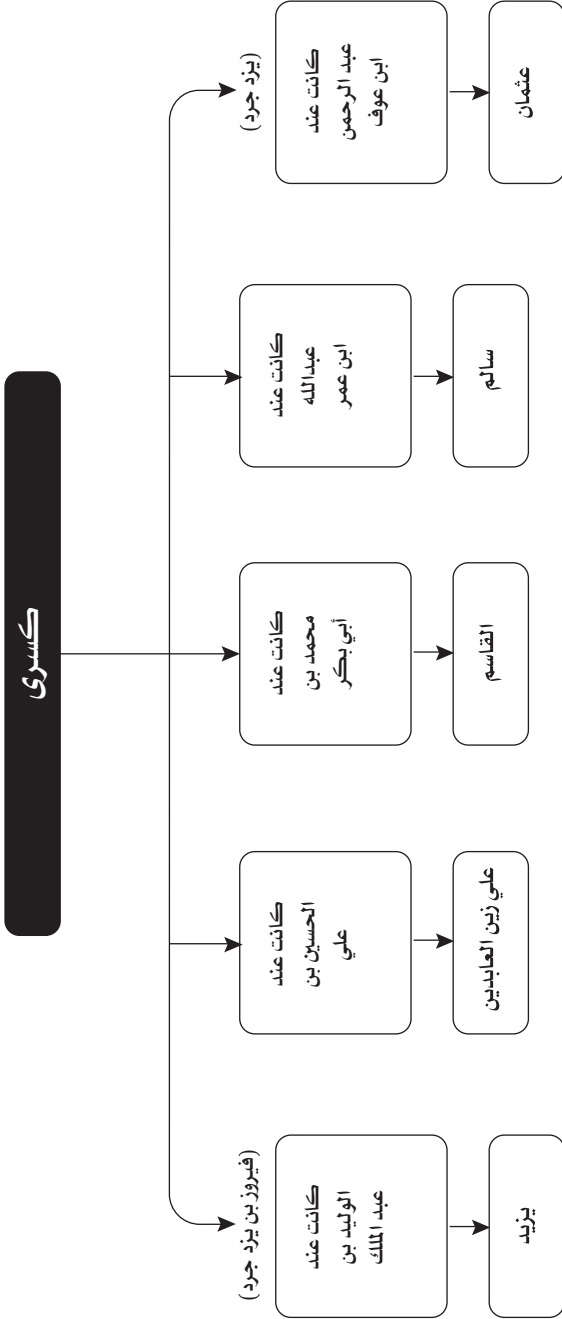 كسرى
(يزد جرد)
كانت عند
عبد الرحمن
ابن عوف
عثمان
كانت عند
عبدالله
ابن عمر
سالم
كانت عند
محمد بن
أبي بكر
القاسم
كانت عند
الحسين بن
علي
علي زين العابدين
(فيروز بن يزد جرد)
كانت عند
الوليد بن
عبد الملك
يزيد